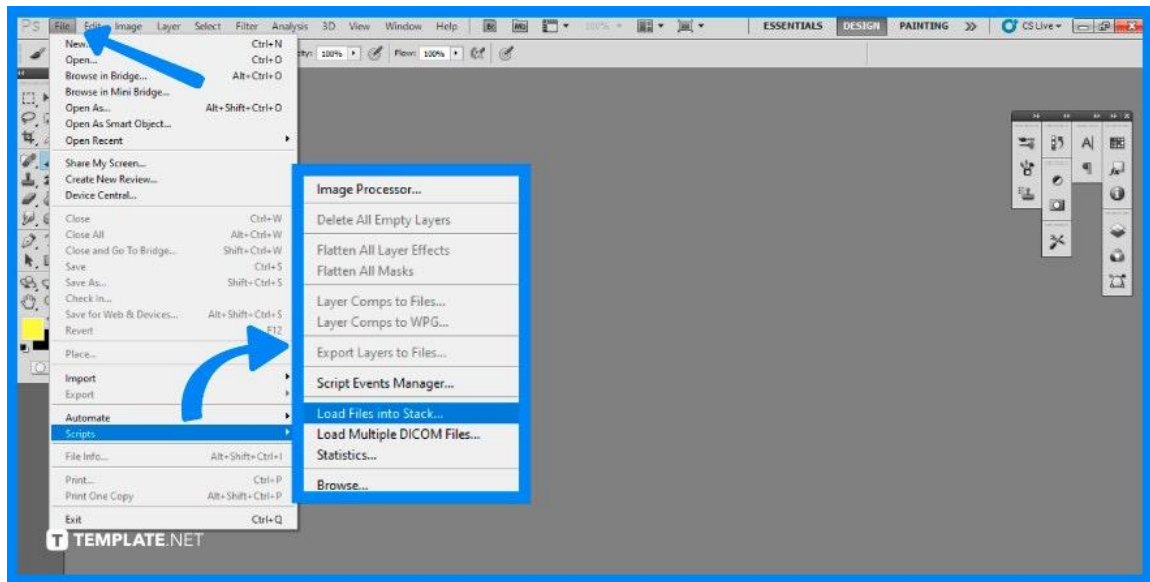 PS File Edit Image Layer Select Filter Analysis 3D View Window Help Br Mb 100% ESSENTIALS DESIGN PAINTING >> CS Live
100% Flow: 100%
New... Ctrl+N
Open... Ctrl+O
Browse in Bridge... Alt+Ctrl+O
Browse in Mini Bridge...
Open As... Alt+Shift+Ctrl+O
Open As Smart Object...
Open Recent
Share My Screen...
Create New Review...
Device Central...
Close Ctrl+W
Close All Alt+Ctrl+W
Close and Go To Bridge... Shift+Ctrl+W
Save Ctrl+S
Save As... Shift+Ctrl+S
Check In...
Save for Web & Devices... Alt+Shift+Ctrl+S
Revert F12
Place...
Import
Export
Automate
Scripts
File Info... Alt+Shift+Ctrl+I
Print... Ctrl+P
Print One Copy Alt+Shift+Ctrl+P
Exit Ctrl+Q
Image Processor...
Delete All Empty Layers
Flatten All Layer Effects
Flatten All Masks
Layer Comps to Files...
Layer Comps to WPG...
Export Layers to Files...
Script Events Manager...
Load Files into Stack...
Load Multiple DICOM Files...
Statistics...
Browse...
T TEMPLATE.NET